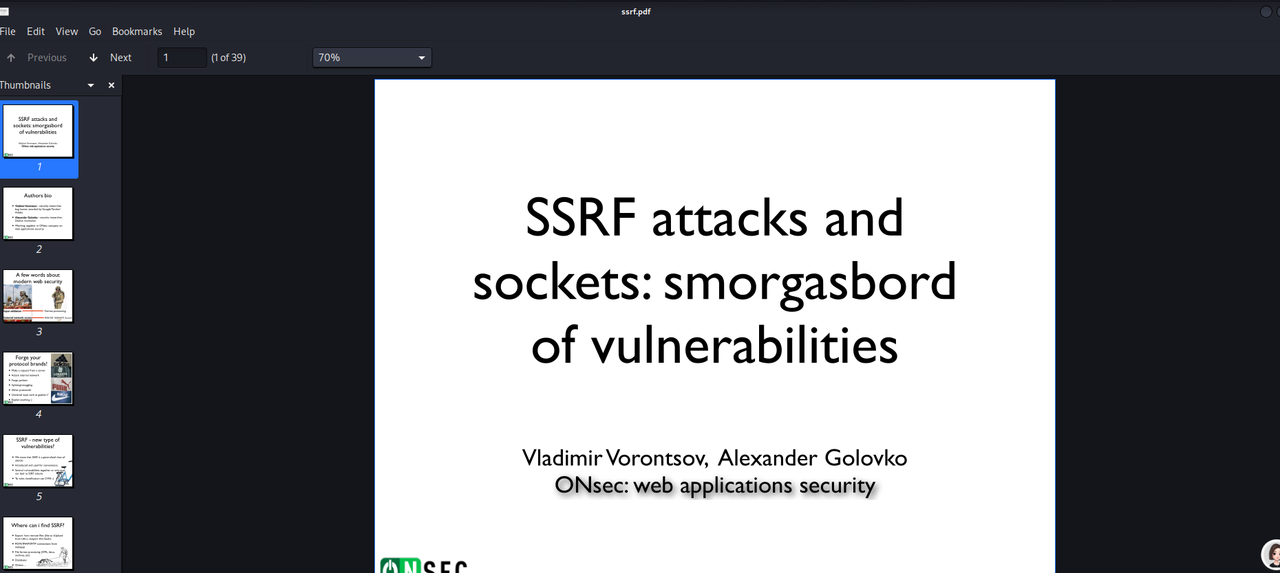 ssrf.pdf
File Edit View Go Bookmarks Help
Previous Next 1 (1 of 39) 70%
Thumbnails
SSRF attacks and
sockets: smorgasbord
of vulnerabilities
1
Authors bio
2
A few words about
modern web security
3
Forge your
protocol brands!
4
SSRF - new type of
vulnerabilities?
5
Where can i find SSRF?
SSRF attacks and
sockets: smorgasbord
of vulnerabilities
Vladimir Vorontsov, Alexander Golovko
ONsec: web applications security
ONSEC